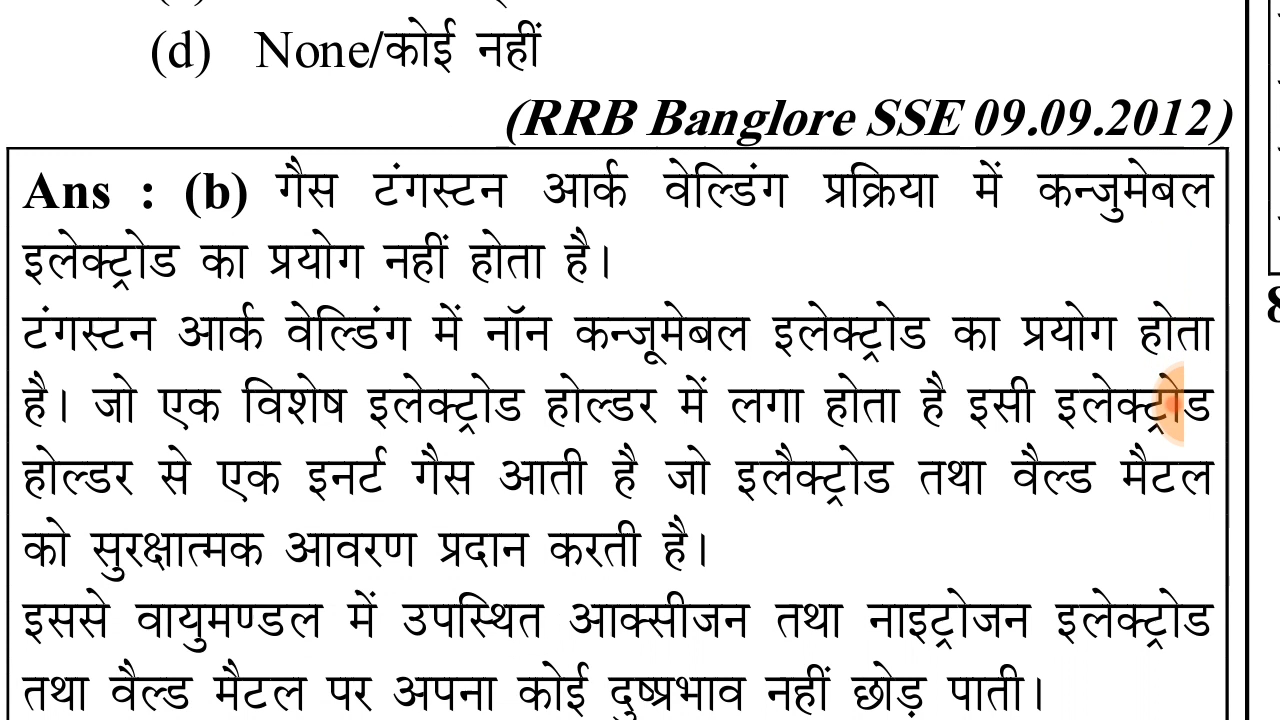 (d) None/कोई नहीं
(RRB Banglore SSE 09.09.2012)
Ans : (b) गैस टंगस्टन आर्क वेल्डिंग प्रक्रिया में कन्जुमेबल
इलेक्ट्रोड का प्रयोग नहीं होता है।
टंगस्टन आर्क वेल्डिंग में नॉन कन्जूमेबल इलेक्ट्रोड का प्रयोग होता
है। जो एक विशेष इलेक्ट्रोड होल्डर में लगा होता है इसी इलेक्ट्रोड
होल्डर से एक इनर्ट गैस आती है जो इलैक्ट्रोड तथा वैल्ड मैटल
को सुरक्षात्मक आवरण प्रदान करती है।
इससे वायुमण्डल में उपस्थित आक्सीजन तथा नाइट्रोजन इलेक्ट्रोड
तथा वैल्ड मैटल पर अपना कोई दुष्प्रभाव नहीं छोड़ पाती।